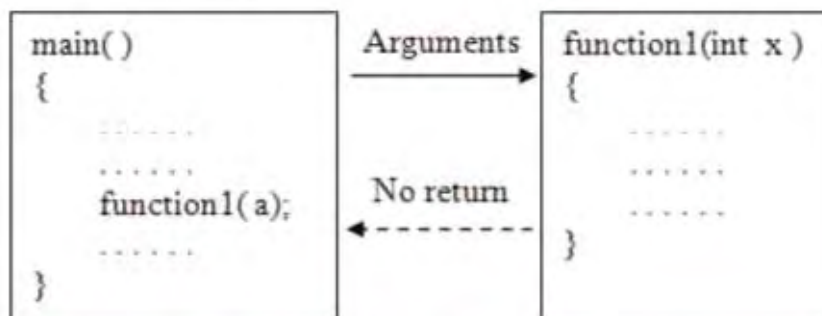 main( )
{
. . . . . .
. . . . . .
function1( a);
. . . . . .
}
Arguments
No return
function1(int x )
{
. . . . . .
. . . . . .
. . . . . .
}